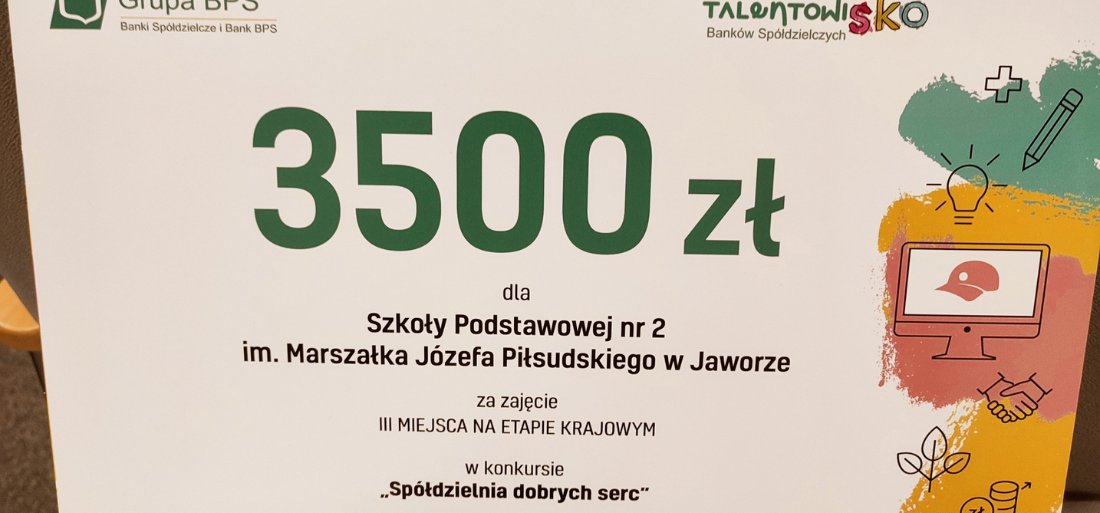 Grupa BPS
Banki Spółdzielcze i Bank BPS
TALENTOWISKO
Banków Spółdzielczych
3500 zł
dla
Szkoły Podstawowej nr 2
im. Marszałka Józefa Piłsudskiego w Jaworze
za zajęcie
III MIEJSCA NA ETAPIE KRAJOWYM
w konkursie
„Spółdzielnia dobrych serc”
zł